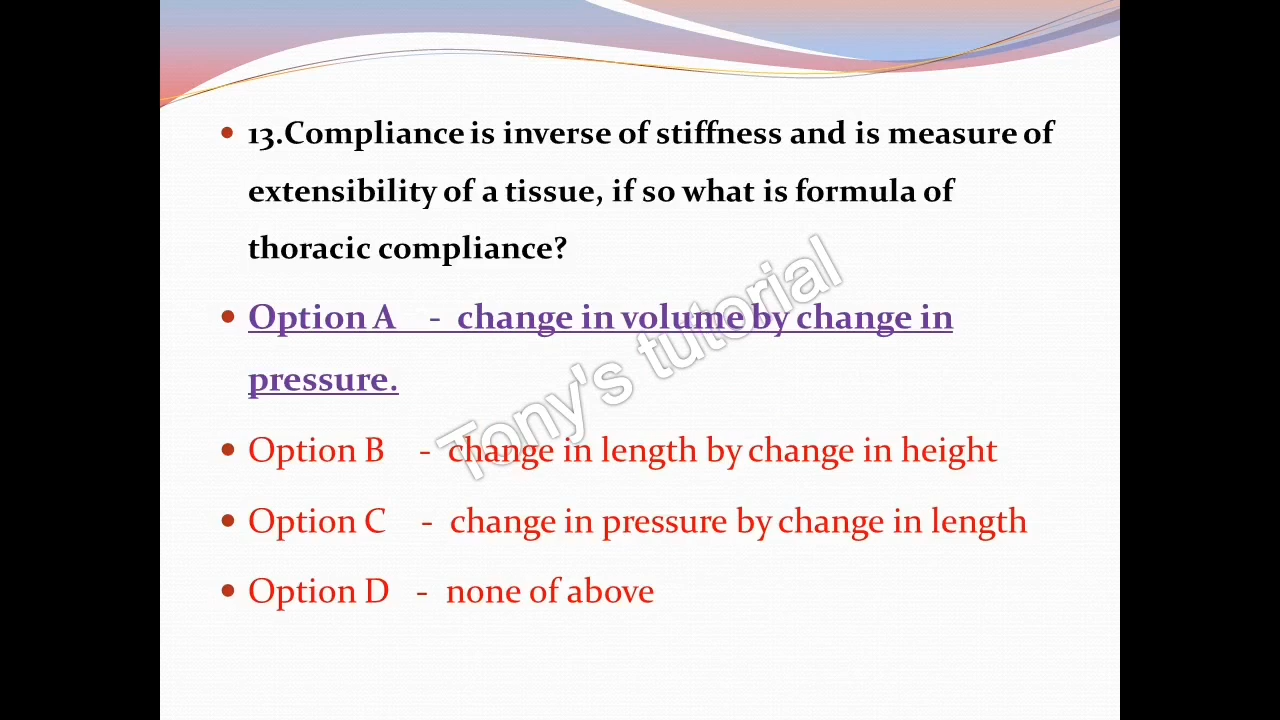 13.Compliance is inverse of stiffness and is measure of
extensibility of a tissue, if so what is formula of
thoracic compliance?
Option A - change in volume by change in
pressure.
Option B - change in length by change in height
Option C - change in pressure by change in length
Option D - none of above
Tony's tutorial